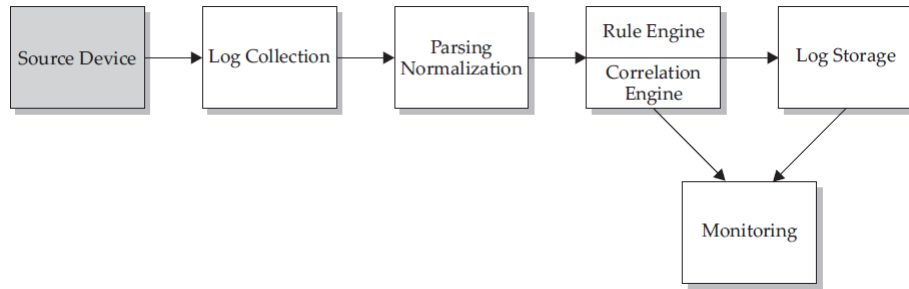 Source Device
Log Collection
Parsing
Normalization
Rule Engine
Correlation
Engine
Log Storage
Monitoring